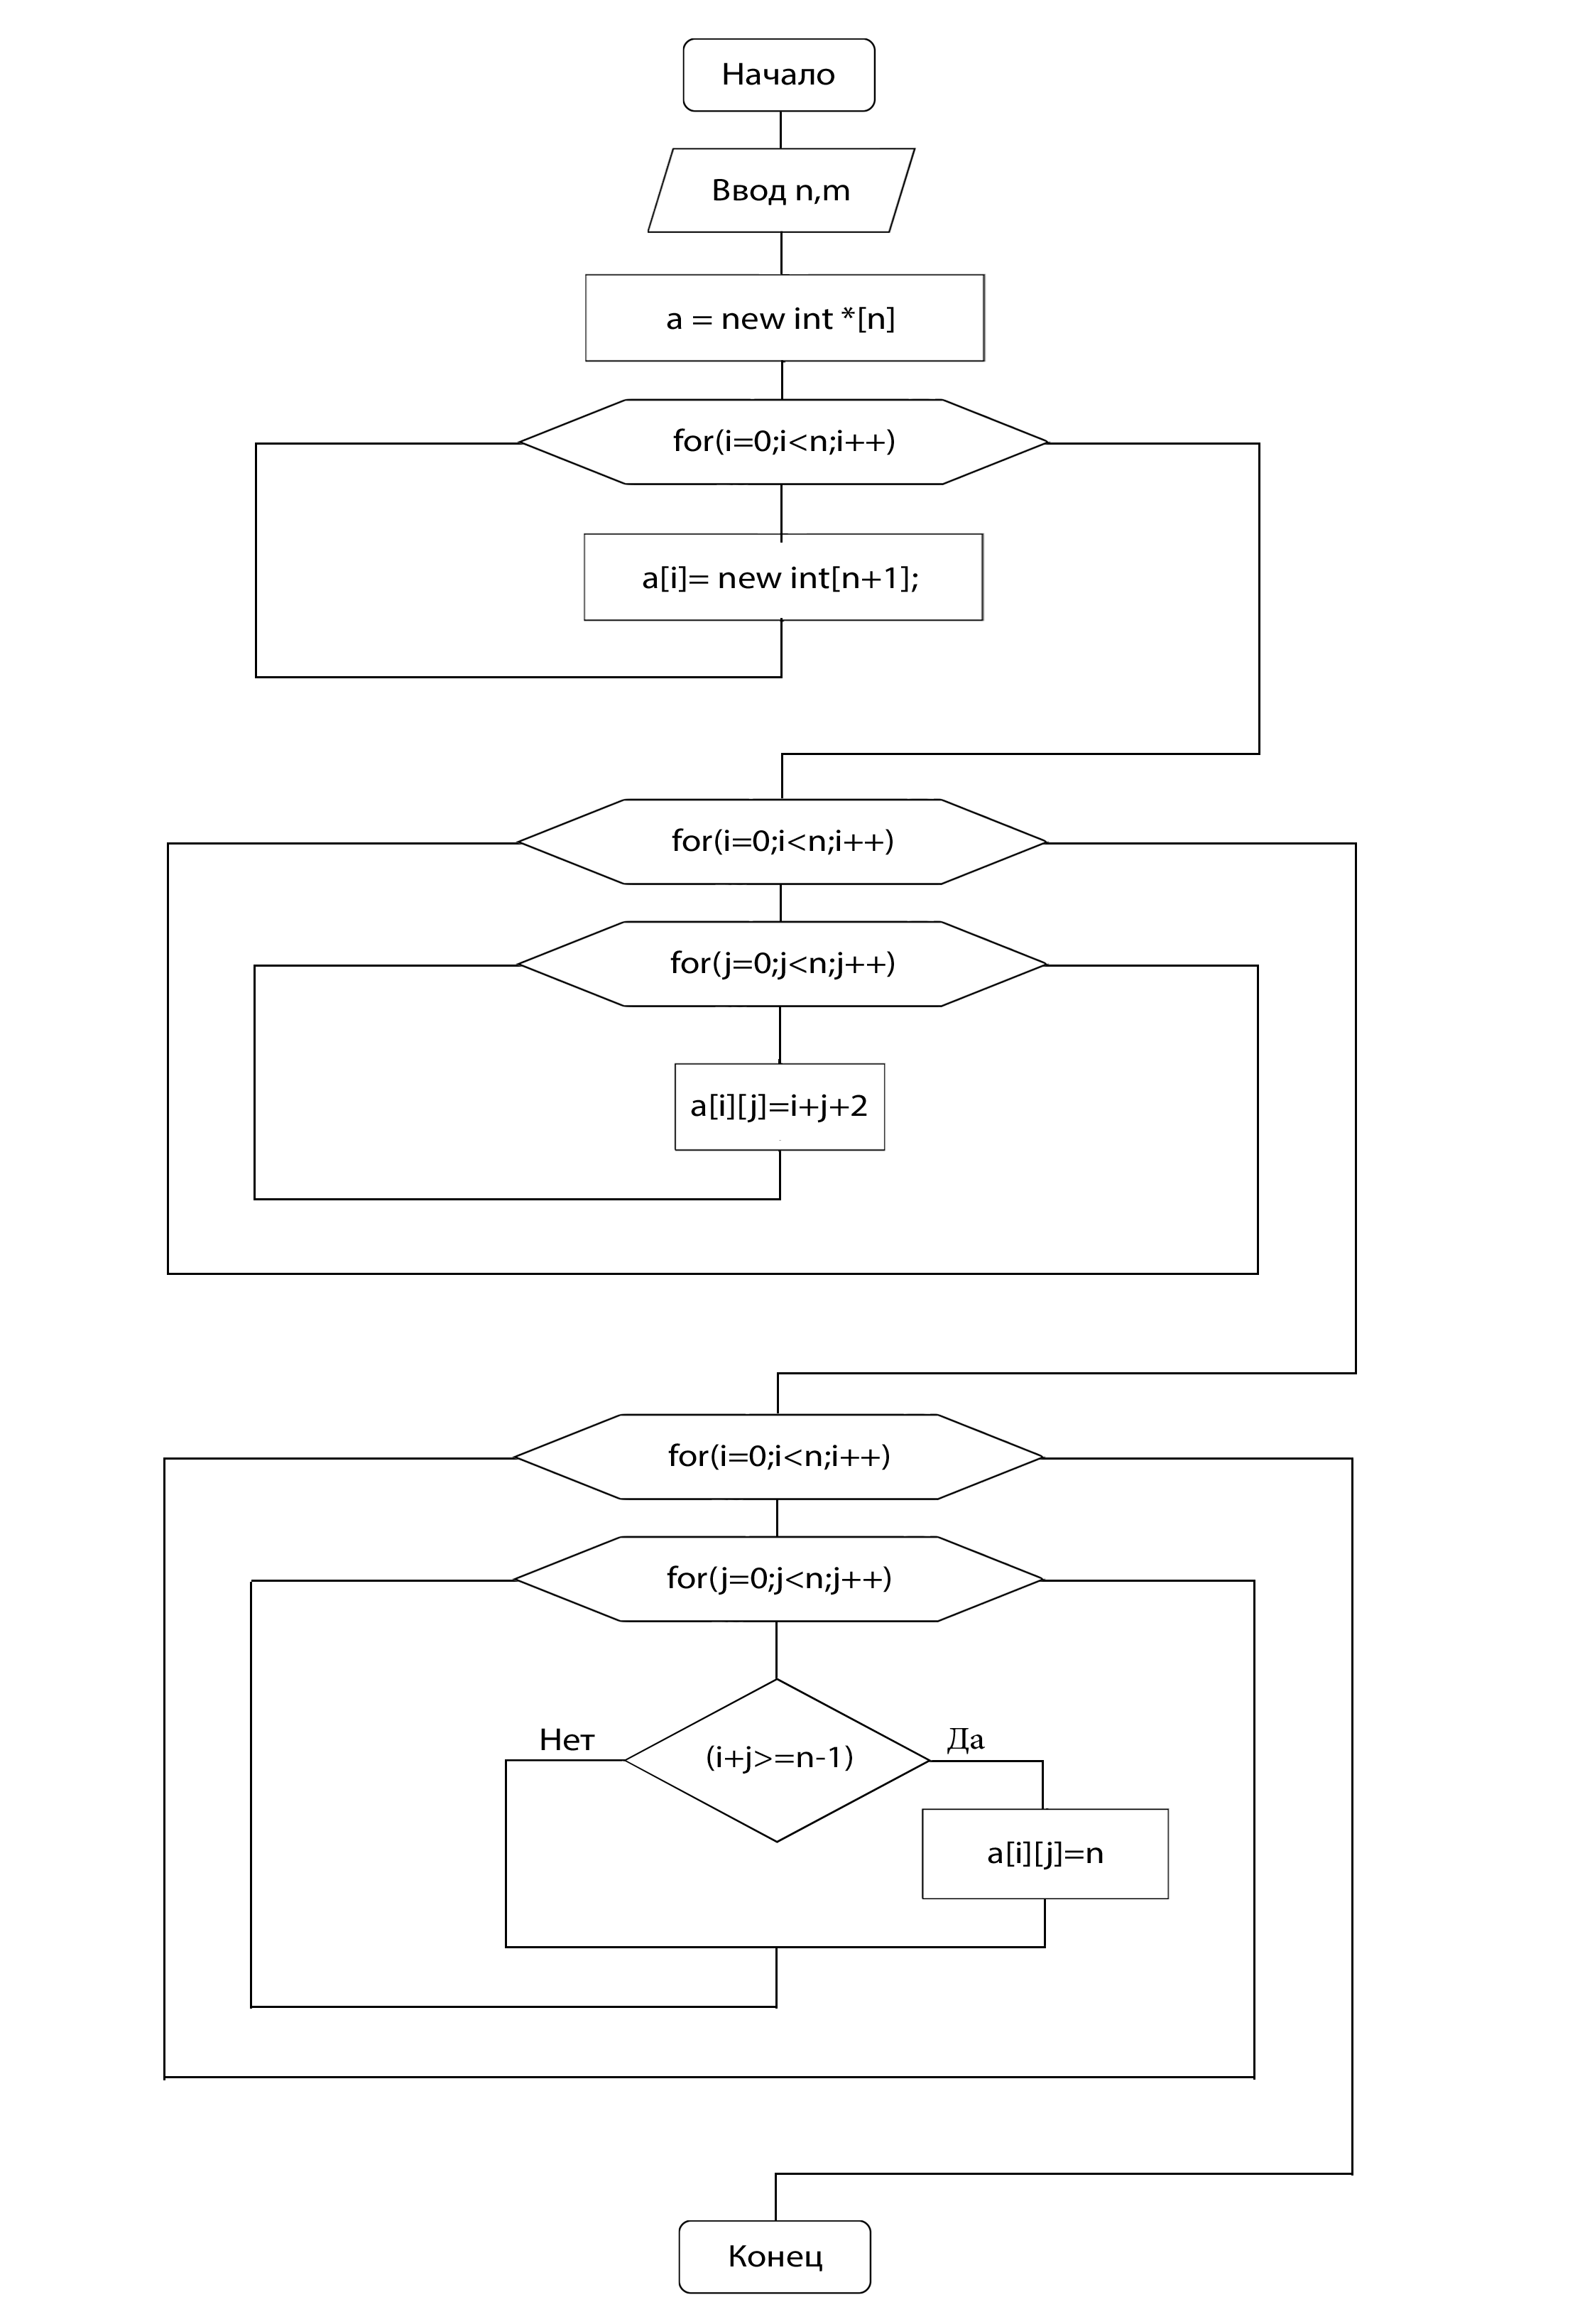 Начало
Ввод n,m
a = new int *[n]
for(i=0;i<n;i++)
a[i]= new int[n+1];
for(i=0;i<n;i++)
for(j=0;j<n;j++)
a[i][j]=i+j+2
for(i=0;i<n;i++)
for(j=0;j<n;j++)
Нет
Да
(i+j>=n-1)
a[i][j]=n
Конец